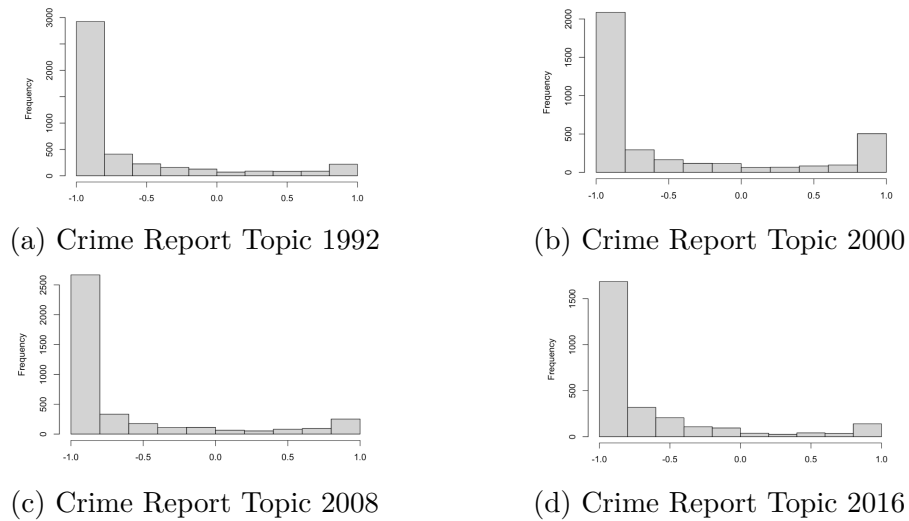 Frequency
0 500 1000 2000 3000
-1.0 -0.5 0.0 0.5 1.0
(a) Crime Report Topic 1992
Frequency
0 500 1000 1500 2000
-1.0 -0.5 0.0 0.5 1.0
(b) Crime Report Topic 2000
Frequency
0 500 1000 1500 2000 2500
-1.0 -0.5 0.0 0.5 1.0
(c) Crime Report Topic 2008
Frequency
0 500 1000 1500
-1.0 -0.5 0.0 0.5 1.0
(d) Crime Report Topic 2016